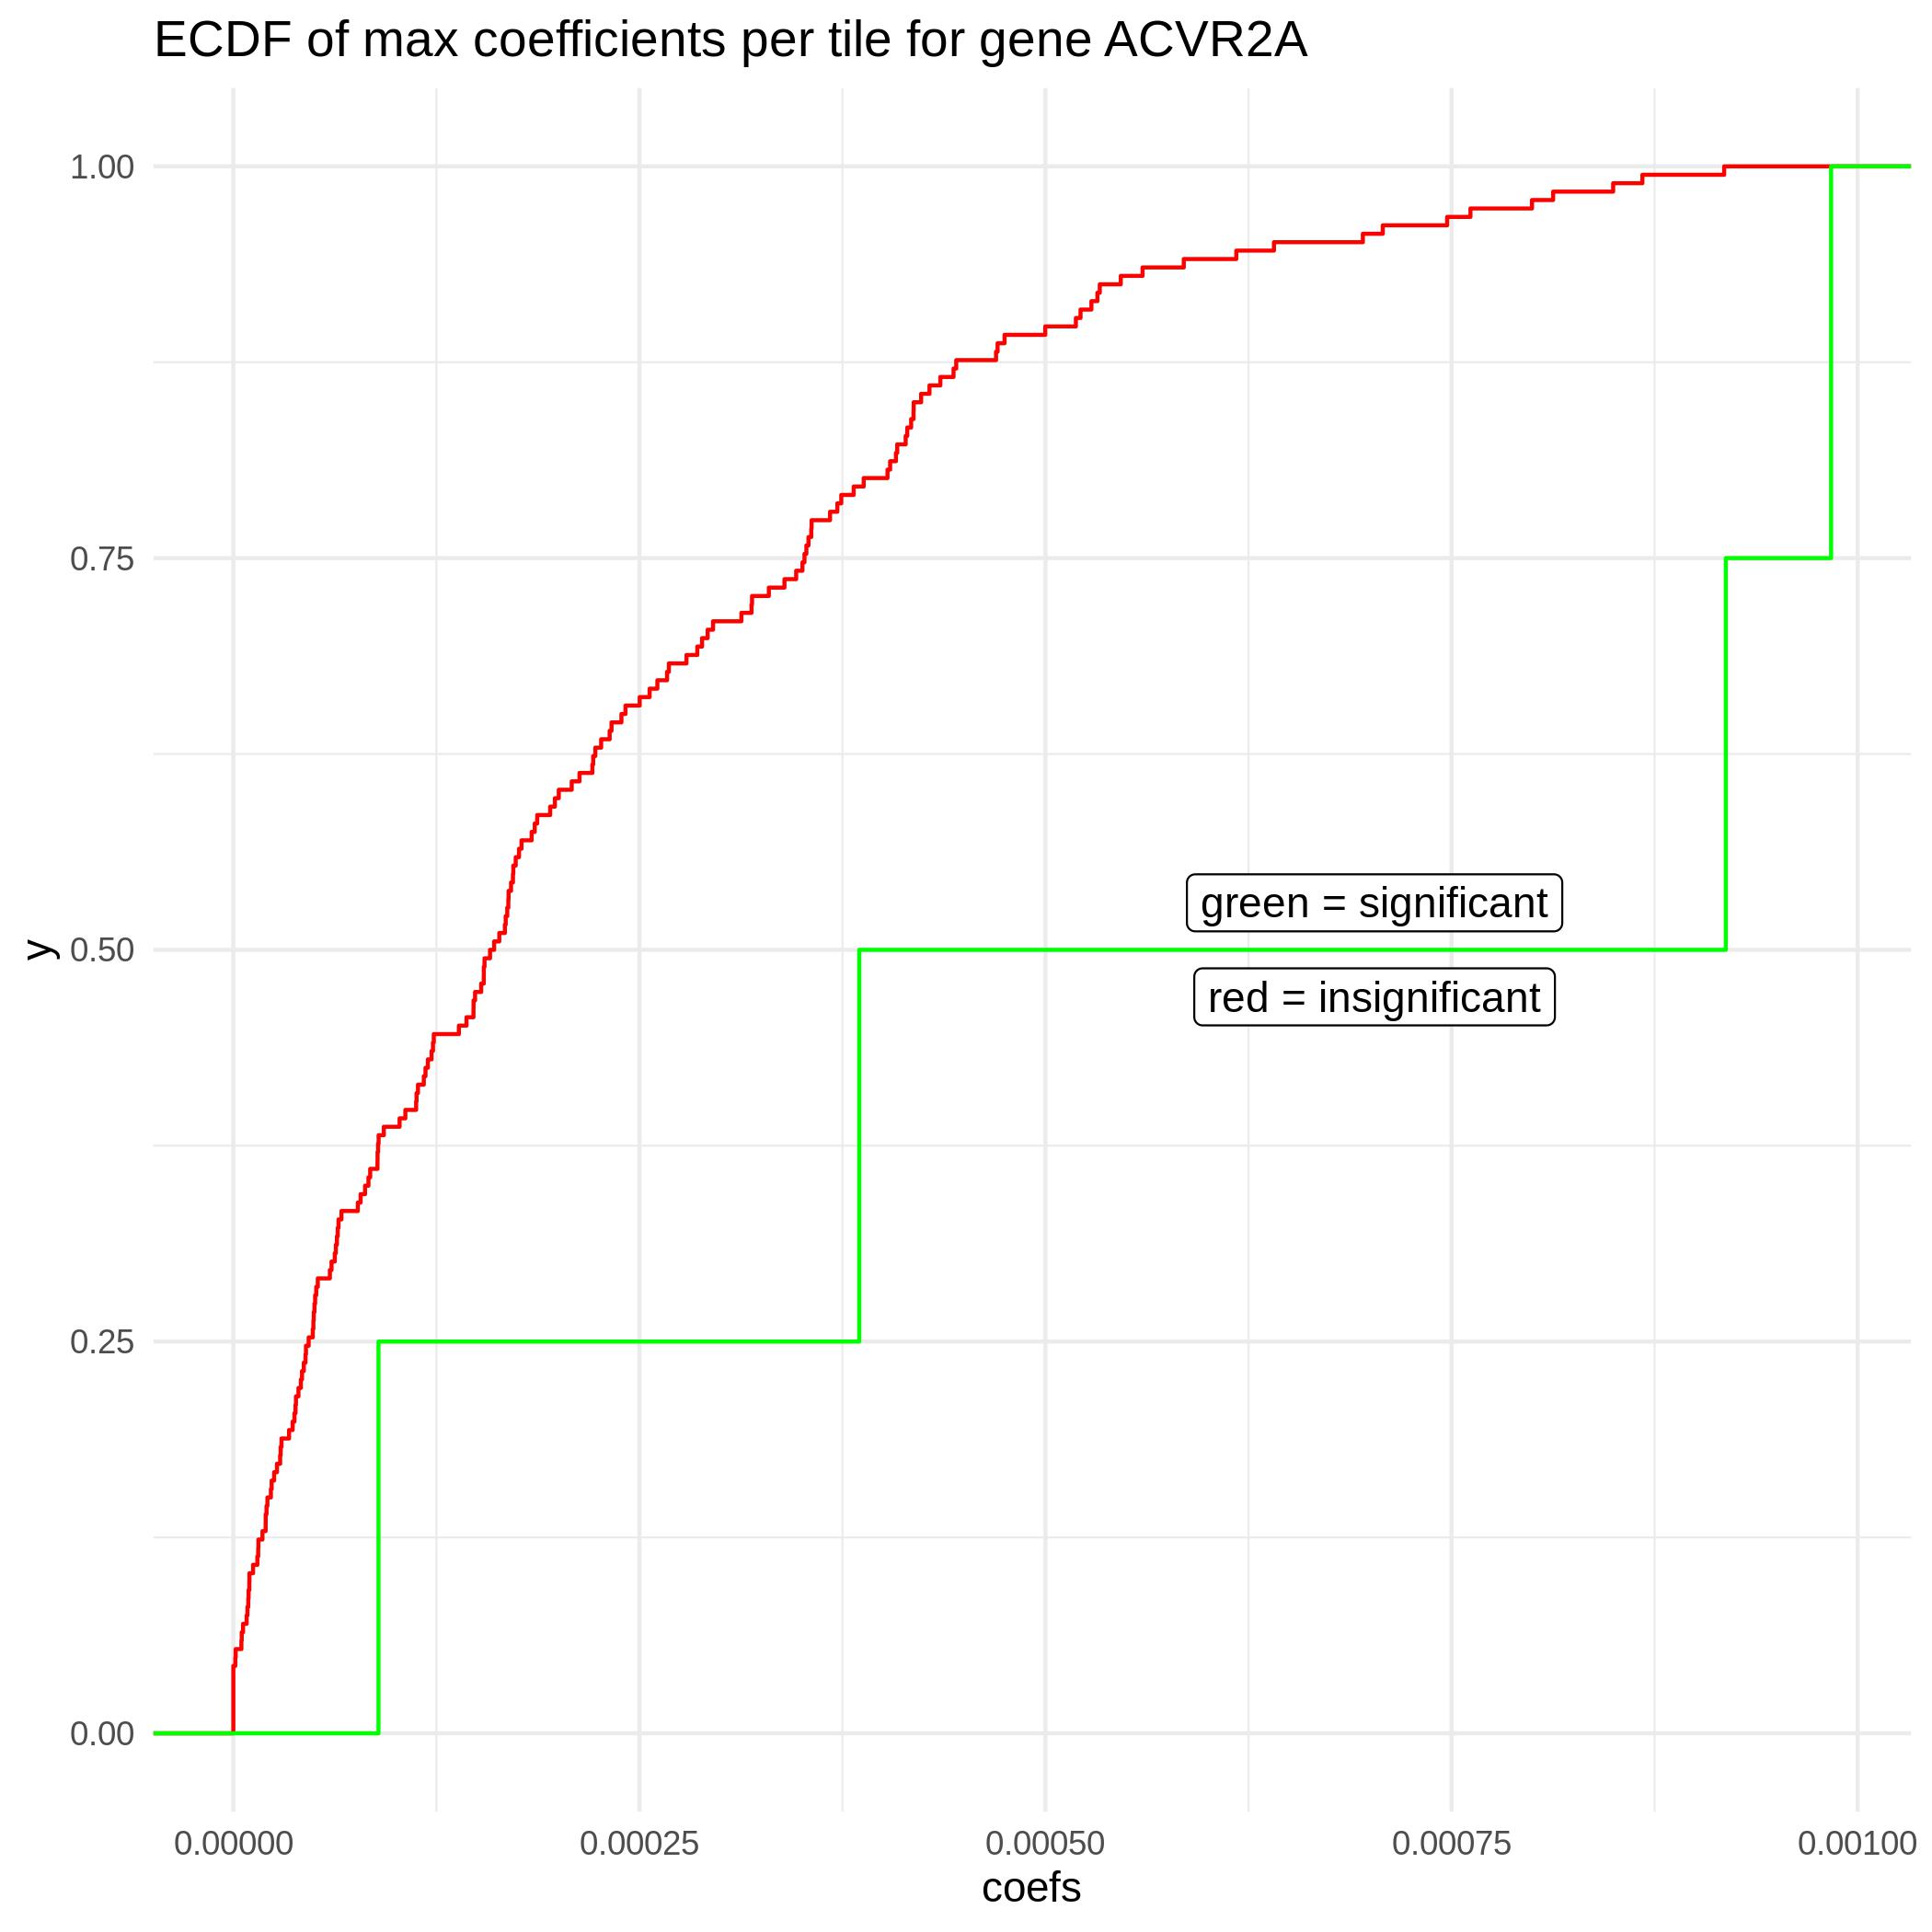 ECDF of max coefficients per tile for gene ACVR2A
1.00
0.75
green = significant
y
0.50
red = insignificant
0.25
0.00
0.00000 0.00025 0.00050 0.00075 0.00100
coefs